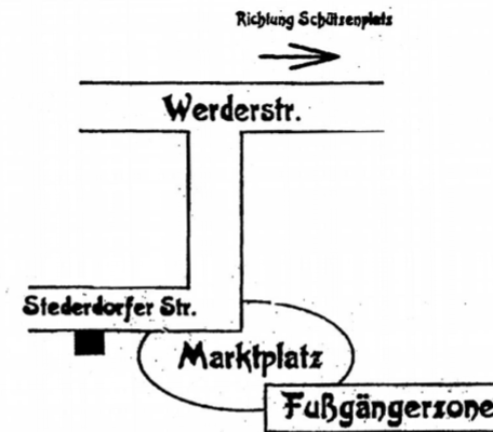 Richtung Schützenplatz
Werderstr.
Stederdorfer Str.
Marktplatz
Fußgängerzone